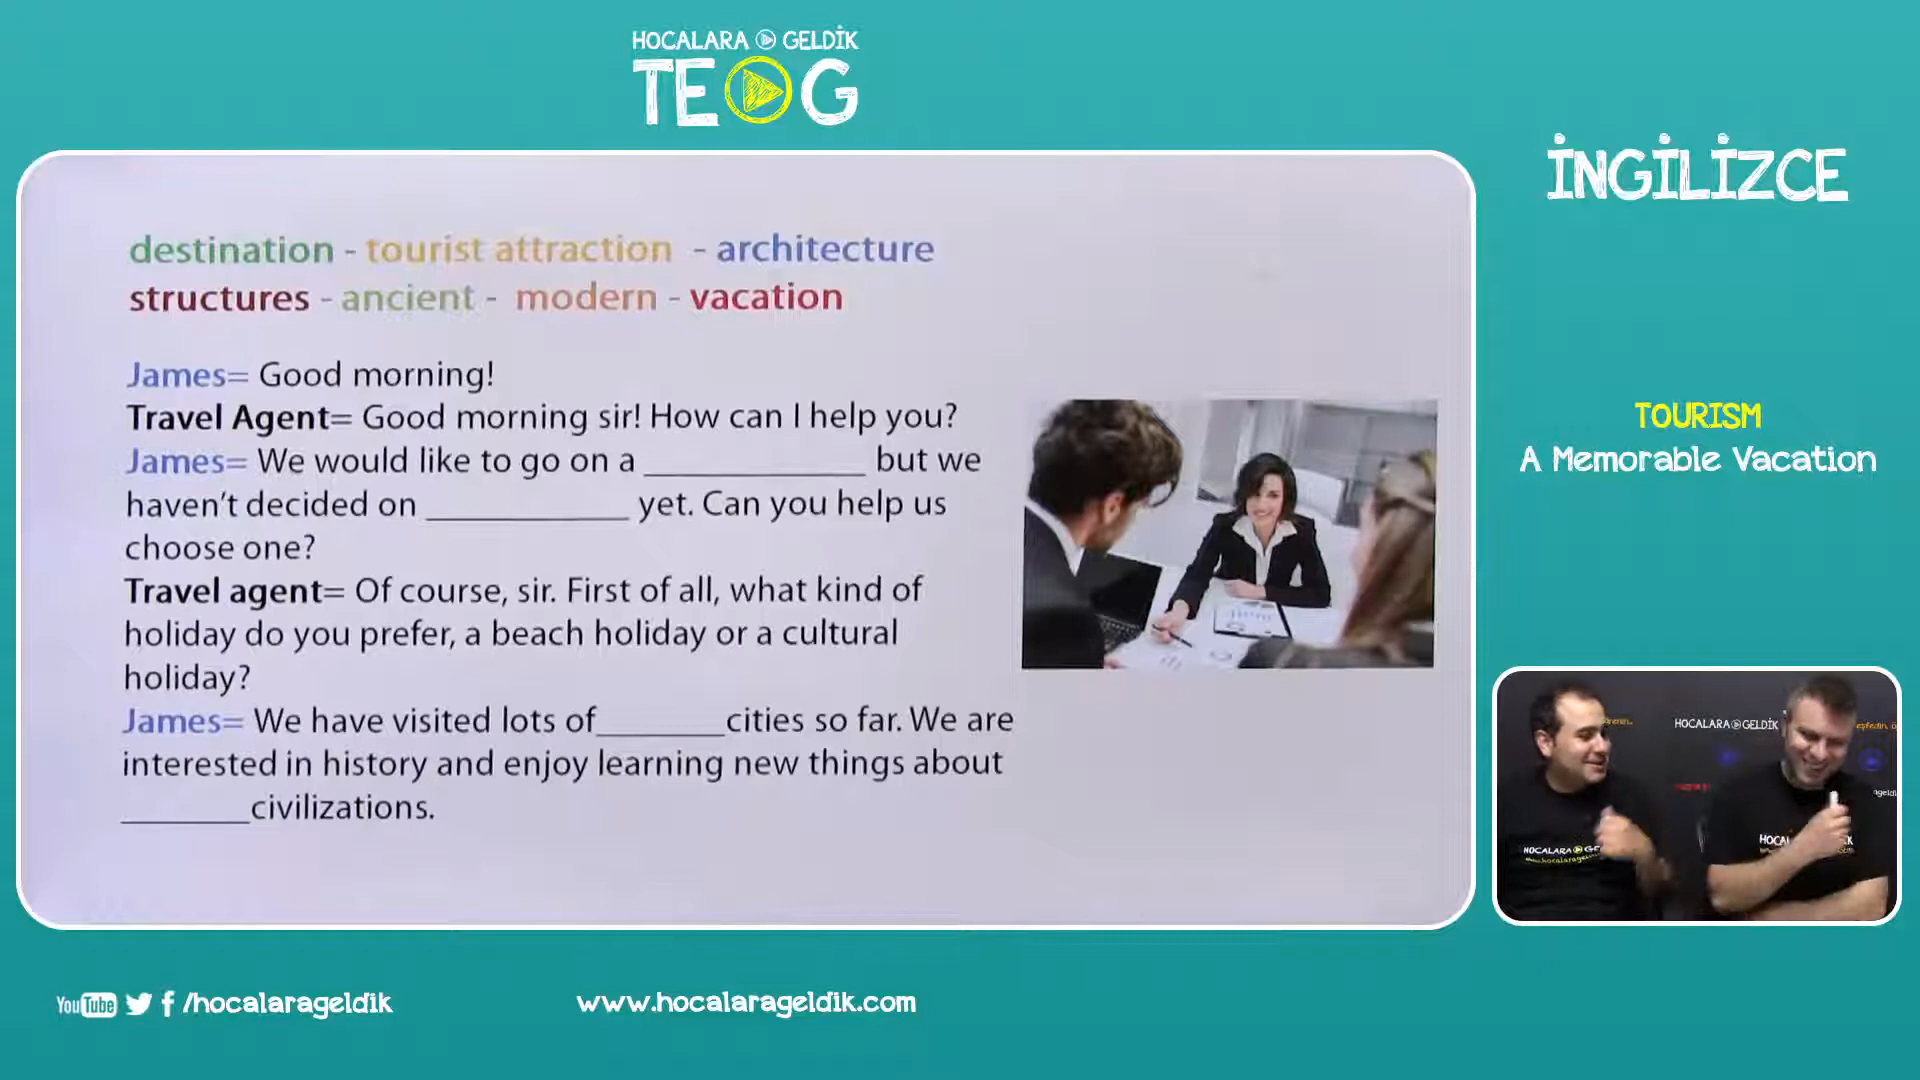 HOCALARA GELDİK
TEOG
İNGİLİZCE
destination - tourist attraction - architecture
structures - ancient - modern - vacation
James= Good morning!
Travel Agent= Good morning sir! How can I help you?
James= We would like to go on a ____________ but we
haven't decided on ___________ yet. Can you help us
choose one?
Travel agent= Of course, sir. First of all, what kind of
holiday do you prefer, a beach holiday or a cultural
holiday?
James= We have visited lots of_______cities so far. We are
interested in history and enjoy learning new things about
_______civilizations.
TOURISM
A Memorable Vacation
HOCALARA GELDİK
YouTube /hocalarageldik
www.hocalarageldik.com